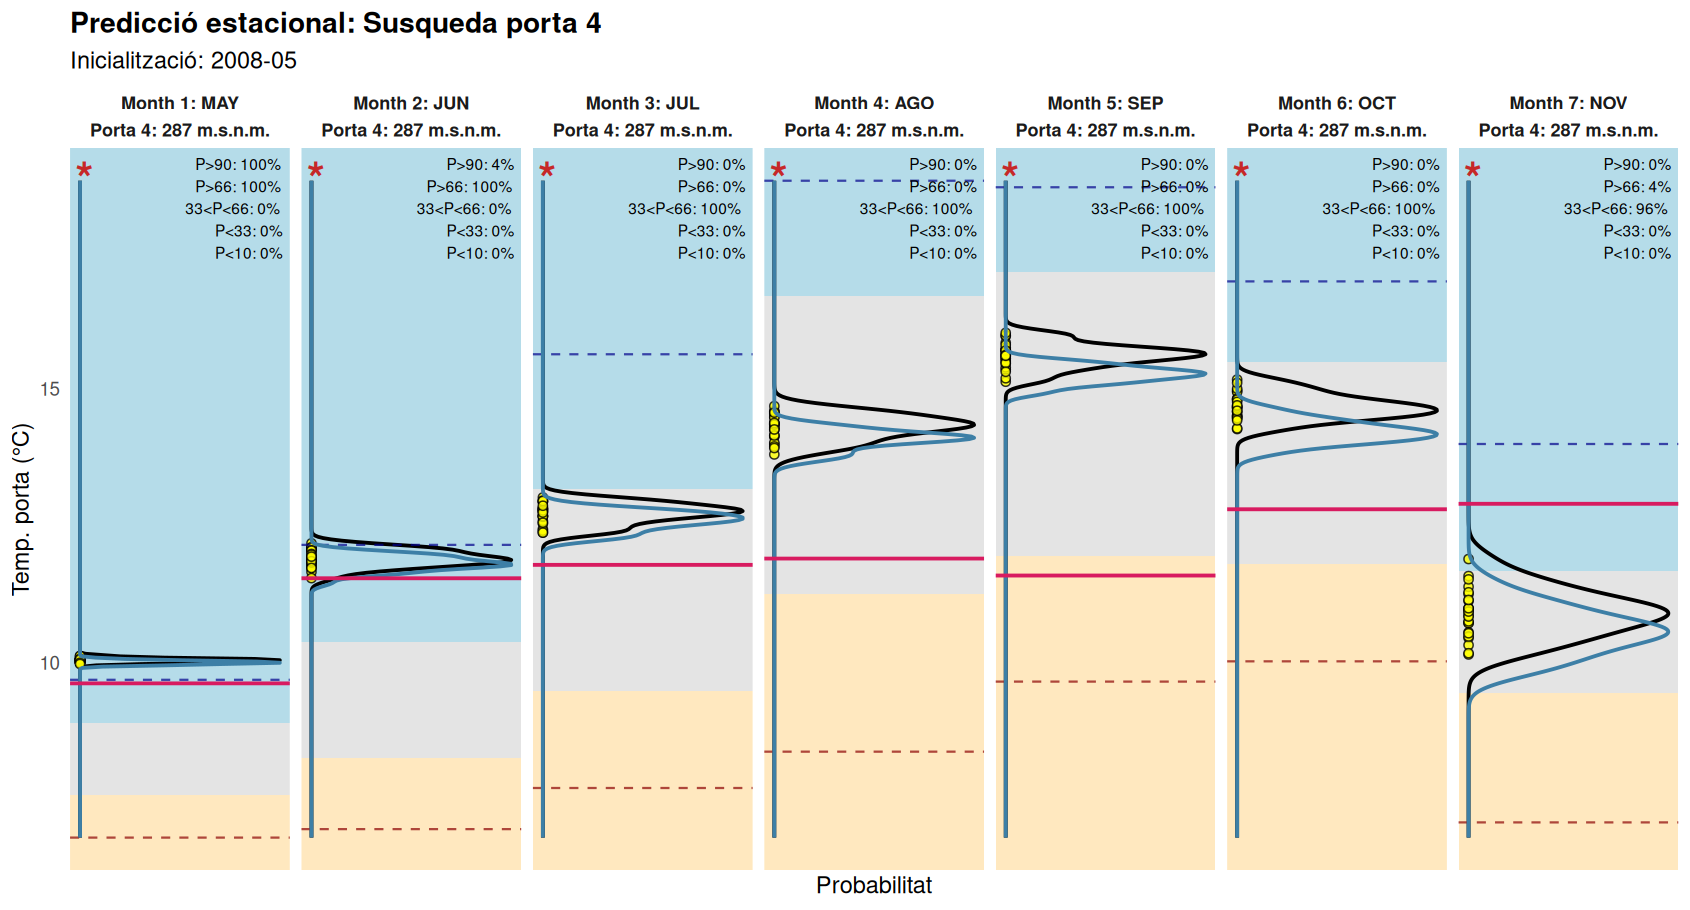 Predicció estacional: Susqueda porta 4
Inicialització: 2008-05
Month 1: MAY
Porta 4: 287 m.s.n.m.
Month 2: JUN
Porta 4: 287 m.s.n.m.
Month 3: JUL
Porta 4: 287 m.s.n.m.
Month 4: AGO
Porta 4: 287 m.s.n.m.
Month 5: SEP
Porta 4: 287 m.s.n.m.
Month 6: OCT
Porta 4: 287 m.s.n.m.
Month 7: NOV
Porta 4: 287 m.s.n.m.
*
P>90: 100%
P>66: 100%
33<P<66: 0%
P<33: 0%
P<10: 0%
*
P>90: 4%
P>66: 100%
33<P<66: 0%
P<33: 0%
P<10: 0%
*
P>90: 0%
P>66: 0%
33<P<66: 100%
P<33: 0%
P<10: 0%
*
P>90: 0%
P>66: 0%
33<P<66: 100%
P<33: 0%
P<10: 0%
*
P>90: 0%
P>66: 0%
33<P<66: 100%
P<33: 0%
P<10: 0%
*
P>90: 0%
P>66: 0%
33<P<66: 100%
P<33: 0%
P<10: 0%
*
P>90: 0%
P>66: 4%
33<P<66: 96%
P<33: 0%
P<10: 0%
15
10
Temp. porta (°C)
Probabilitat